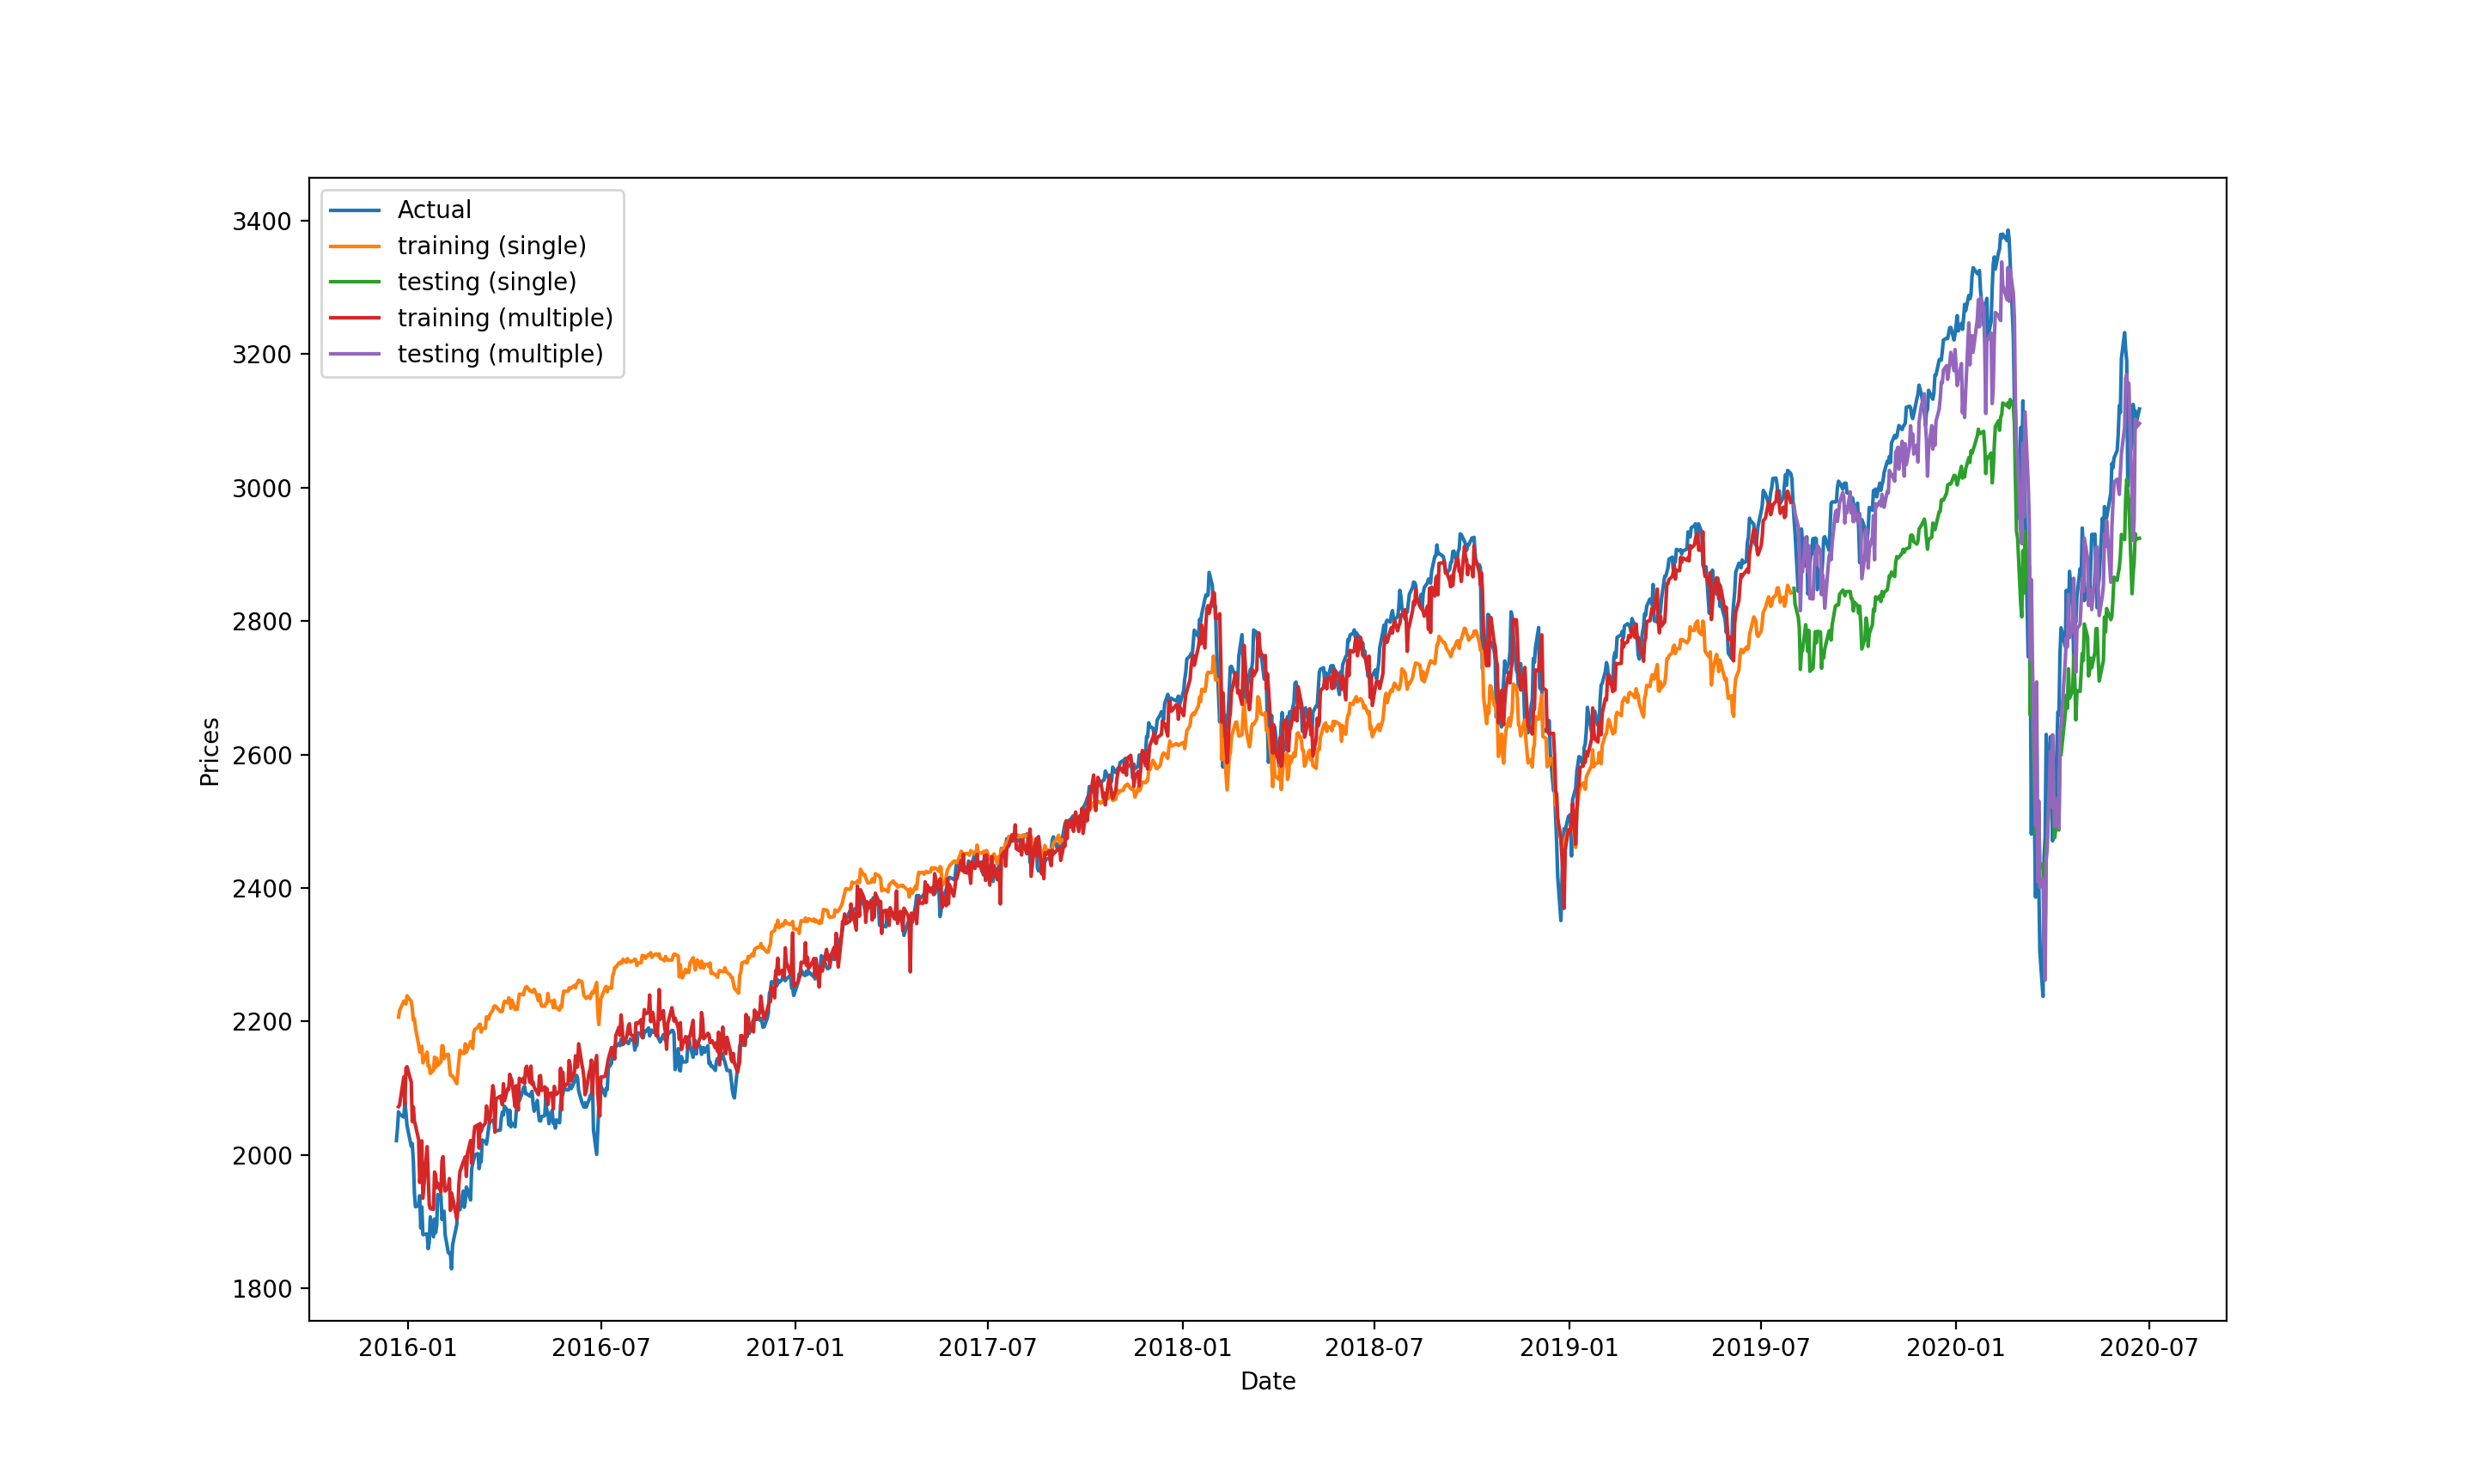 Actual
training (single)
testing (single)
training (multiple)
testing (multiple)
3400
3200
3000
2800
2600
2400
2200
2000
1800
Prices
2016-01 2016-07 2017-01 2017-07 2018-01 2018-07 2019-01 2019-07 2020-01 2020-07
Date